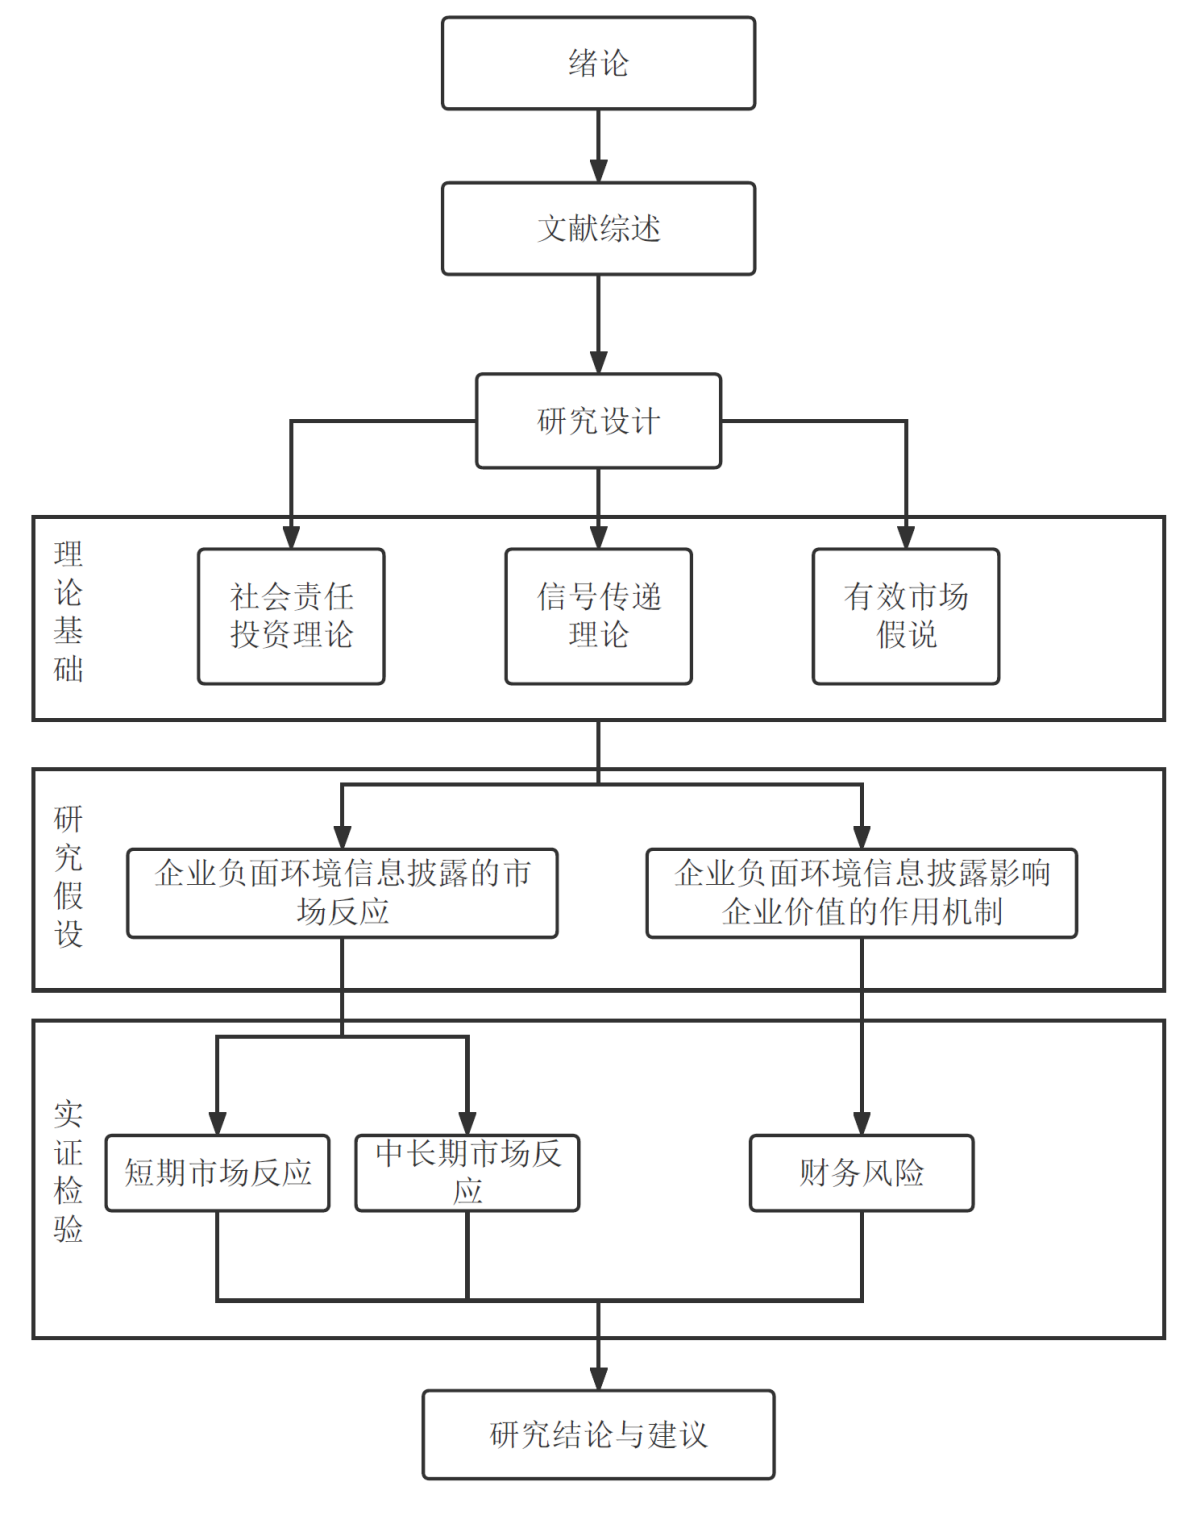 绪论
文献综述
研究设计
理论基础
社会责任
投资理论
信号传递
理论
有效市场
假说
研究假设
企业负面环境信息披露的市
场反应
企业负面环境信息披露影响
企业价值的作用机制
实证检验
短期市场反应
中长期市场反
应
财务风险
研究结论与建议